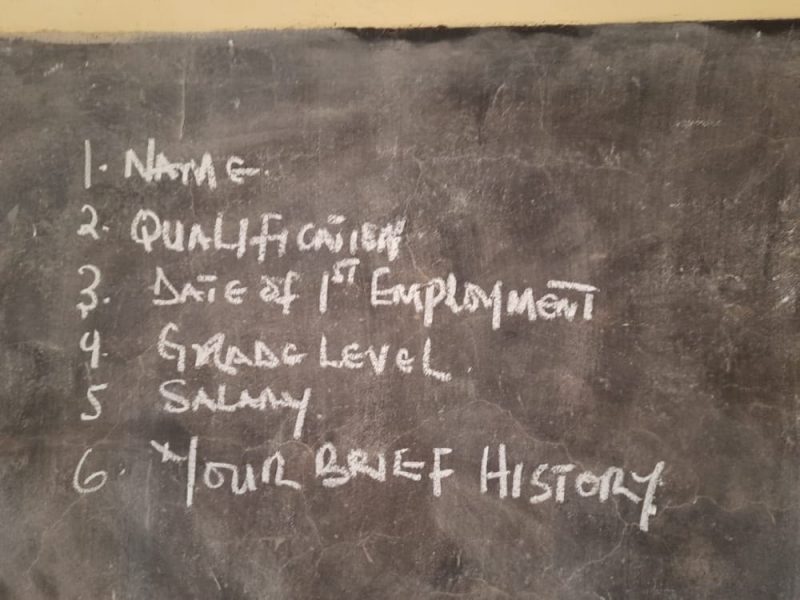 1. NAME.
2. QUALIFICATION
3. DATE OF 1ST EMPLOYMENT
4. GRADE LEVEL.
5 SALARY
6. YOUR BRIEF HISTORY